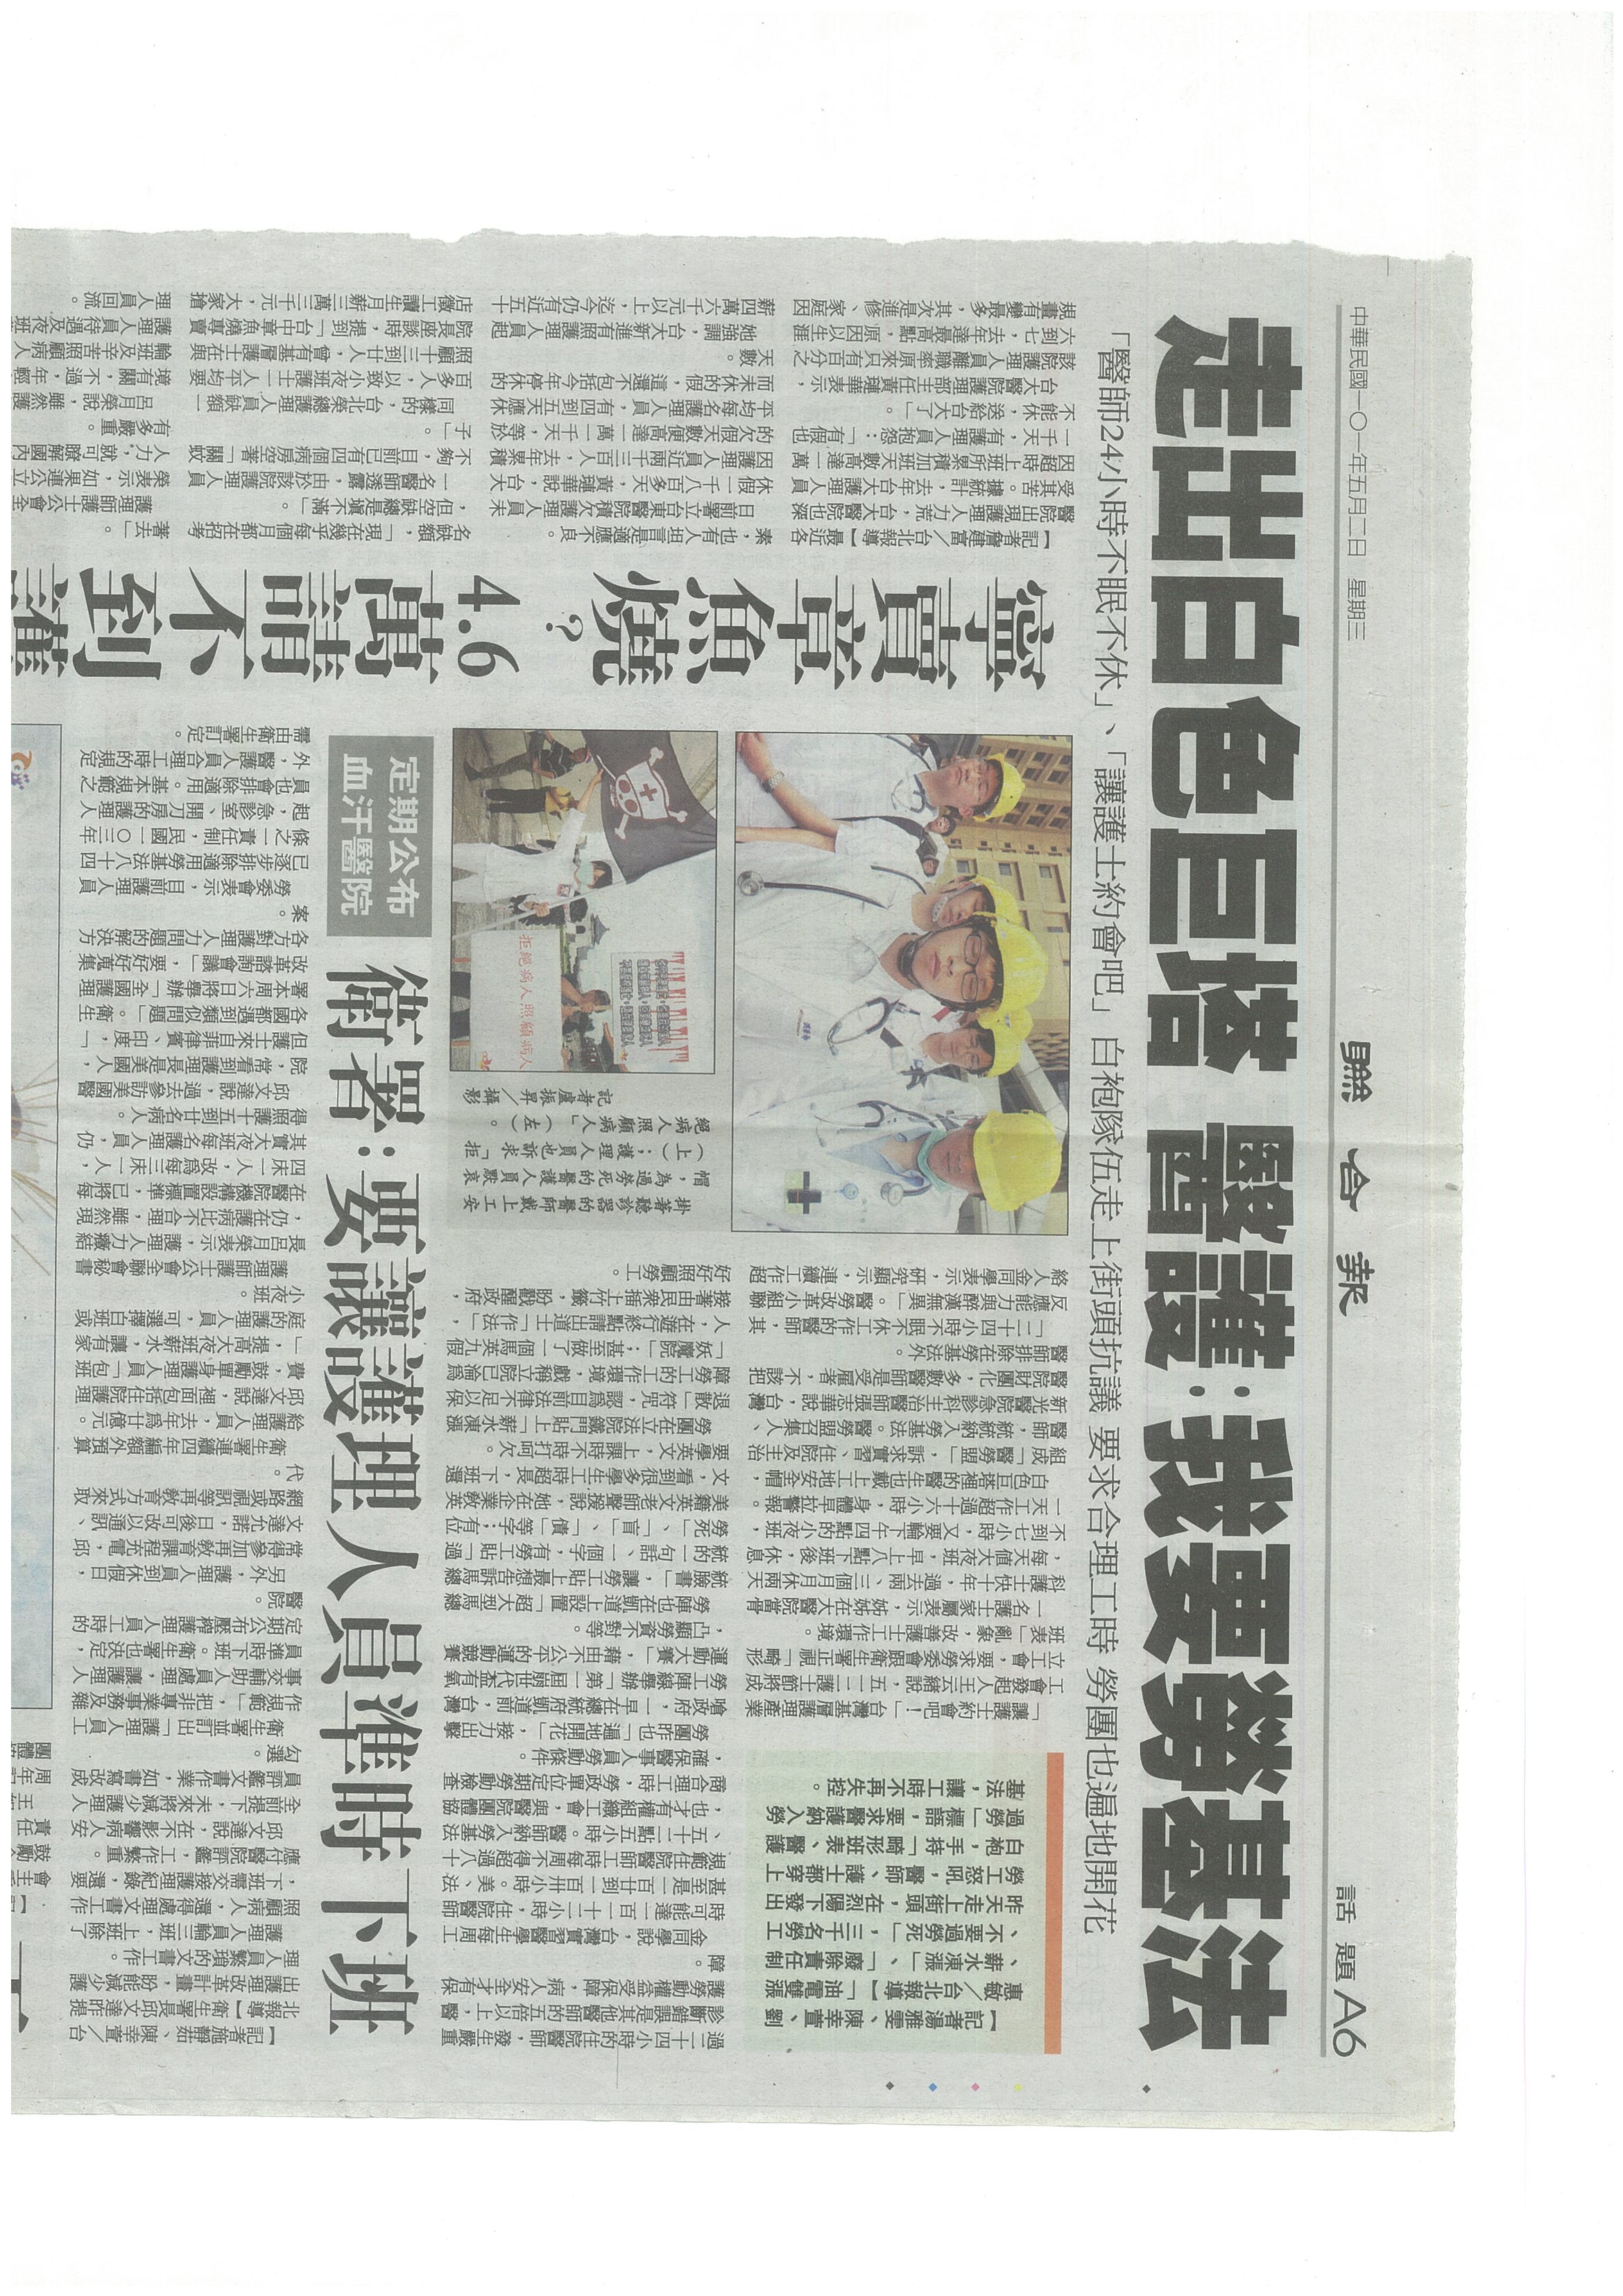 中華民國一〇一年五月二日　星期三
聯合報
話題 A6
走出白色巨塔 醫護：我要勞基法
「醫師24小時不眠不休」、「讓護士約會吧」白袍隊伍走上街頭抗議 要求合理工時 勞團也遍地開花
【記者湯雅雯、陳幸萱、劉
惠敏／台北報導】「油電雙漲
、薪水凍漲」、「廢除責任制
、不要過勞死」，三千名勞工
昨天走上街頭，在烈陽下發出
勞工怒吼，醫師、護士都穿上
白袍，手持「畸形班表、醫護
過勞」標語，要求醫護納入勞
基法，讓工時不再失控。
「讓護士約會吧！」台灣基層護理產業
工會發起人王云緒說，五一二護士節將成
立工會，要求勞委會跟衛生署正視「畸形
班表」亂象，改善護士工作環境。
一名護士家屬表示，姊姊在大醫院當骨
科護士快十年，過去兩、三個月月休兩天
，每天值大夜班，早上八點下班後，休息
不到七小時，又要輪下午四點的小夜班，
一天工作超過十六小時，身體早拉警報。
白色巨塔裡的醫生也戴上工地安全帽，
組成「醫勞盟」，訴求實習、住院及主治
醫師，統統納入勞基法。醫勞盟召集人、
新光醫院急診科主治醫師張志華說，台灣
醫院財團化，多數醫師是受雇者，不該把
醫師排除在勞基法外。
「二十四小時不眠不休工作的醫師，其
反應能力與醉漢無異」。醫勞改革小組聯
絡人金同學表示，研究顯示，連續工作超
過二十四小時的住院醫師，發生嚴重
診斷錯誤是其他醫師的五倍以上，醫
護勞動權益受保障，病人安全才有保
障。
金同學說，台灣實習醫學生每周工
時可能達一百一十二小時，住院醫師
甚至是一百廿到一百卅小時。美、法
規範住院醫師工時每周不得超過八十
、五十二點五小時。醫師納入勞基法
，也才有權組織工會，與醫院團體協
商合理工時，勞政單位定期勞動檢查
，確保醫事人員勞動條件。
勞團昨也「遍地開花」，接力出擊
嗆政府，一早在總統府凱道前，台灣
勞工陣線舉辦「第一屆崩世代盃有氧
運動大賽」，藉由不公平的運動競賽
，凸顯勞資不對等。
勞陣也在凱道上設置「超大型馬總
統臉書」，讓勞工貼上最想告訴馬總
統的一句話、一個字，有勞工貼「過
勞死」、「盲」、「債」等字；有位
美籍英文老師聲援說，她在企業教英
文，看到很多學生工時超長，下班還
要學英文，上課時不時打呵欠。
勞團在立法院鐵門貼上「薪水凍漲
退散」符咒，認為目前法律不足以保
障勞工的工作環境，戲稱立院已淪為
「妖魔院」；甚至做了一個馬英九假
人，在遊行終點請出道士「作法」，
接著由民衆插上竹籤，盼戳醒政府，
好好照顧勞工。
拒絕病人照顧病人
掛著聽診器的醫師戴上工安
帽，為過勞死的醫護人員默哀
（上）；護理人員也訴求「拒
絕病人照顧病人」（左）。
記者盧振昇／攝影
寧賣章魚燒？4.6萬請不到護
【記者詹建富／台北報導】最近各
醫院出現護理人力荒，台大醫院也深
受其苦。據統計，去年台大護理人員
因超時上班所累積加班天數高達一萬
一千天，有護理人員抱怨：「有假也
不能休，送給台大了」。
台大醫院護理部主任黃璉華表示，
該院護理人員離職率原來只有百分之
六到七，去年達最高點，原因以生涯
規畫有變最多，其次是進修、家庭因
素，也有人坦言是適應不良。
日前署立台東醫院積欠護理人員未
休假一千八百多天，黃璉華說，台大
因護理人員近兩千三百人，去年累積
的欠假天數便高達一萬一千天，等於
平均每名護理人員，有四到五天應休
而未休的假，這還不包括今年停休的
天數。
她強調，台大新進有照護理人員起
薪四萬六千元以上，迄今仍有近五十
名缺額，「現在幾乎每個月都在招考
，但空缺總是塡不滿」。
一名醫師透露，由於該院護理人員
不夠，目前已有四個病房空著「關蚊
子」。
同樣的，台北榮總護理人員缺額一
百多人，以致小夜班護士一人平均要
照顧十三到廿人，曾有基層護士在與
院長座談時，提到「台中章魚燒專賣
店徵工讀生月薪三萬三千元，大家搶
著去」。
護理師護士公會全
榮表示，如果連公立
人力，就可瞭解國內
有多嚴重。
呂月榮說，雖然護
境有關，不過，年輕
輪班及辛苦照顧病人
護理人員待遇及夜班
理人員回流。
定期公布
血汗醫院
衛署：要讓護理人員準時下班
【記者施靜茹、陳幸萱／台
北報導】衛生署長邱文達昨提
出護理改革計畫，盼能減少護
理人員繁瑣的文書工作。
護理人員輪三班，上班除了
照顧病人，還得處理文書工作
，下班需交接護理紀錄，還要
應付醫院評鑑，工作繁重。
邱文達說，在不影響病人安
全前提下，未來將減少護理人
員評鑑文書作業，如書寫改成
勾選。
衛生署並訂出「護理人員工
作規範」，把非專業事務及雜
事交輔助人員處理，讓護理人
員準時下班。衛生署也決定，
定期公布壓榨護理人員工時的
醫院。
另外，護理人員到休假日，
常得參加再教育課程充電，邱
文達允諾，日後可改以通訊、
網路或視訊等再教育方式來取
代。
衛生署連續四年編額外預算
給護理人員，去年為廿億元。
邱文達說，裡面包括住院護理
費，鼓勵單身護理人員「包班
」，提高大夜班薪水，讓有家
庭的護理人員，可選擇白班或
小夜班。
護理師護士公會全聯會秘書
長呂月榮表示，護理人力癥結
，仍在護病比不合理，雖然現
在醫院機構設置標準，已將每
四床一人，改為每三床一人，
其實大夜班每名護理人員，仍
得照護十五到廿名病人。
邱文達說，過去參訪美國醫
院，常看到護理長是美國人，
但護士來自菲律賓、印度，「
各國都遇到類似問題」。衛生
署本周六日將舉辦「全國護理
改革諮詢會議」，要好好蒐集
各方對護理人力問題的解決方
案。
勞委會表示，目前護理人員
已逐步排除適用勞基法八十四
條之一責任制，民國一〇三年
起，急診室、開刀房的護理人
員也會排除適用。基本規範之
外，醫護人員合理工時的規定
需由衛生署訂定。